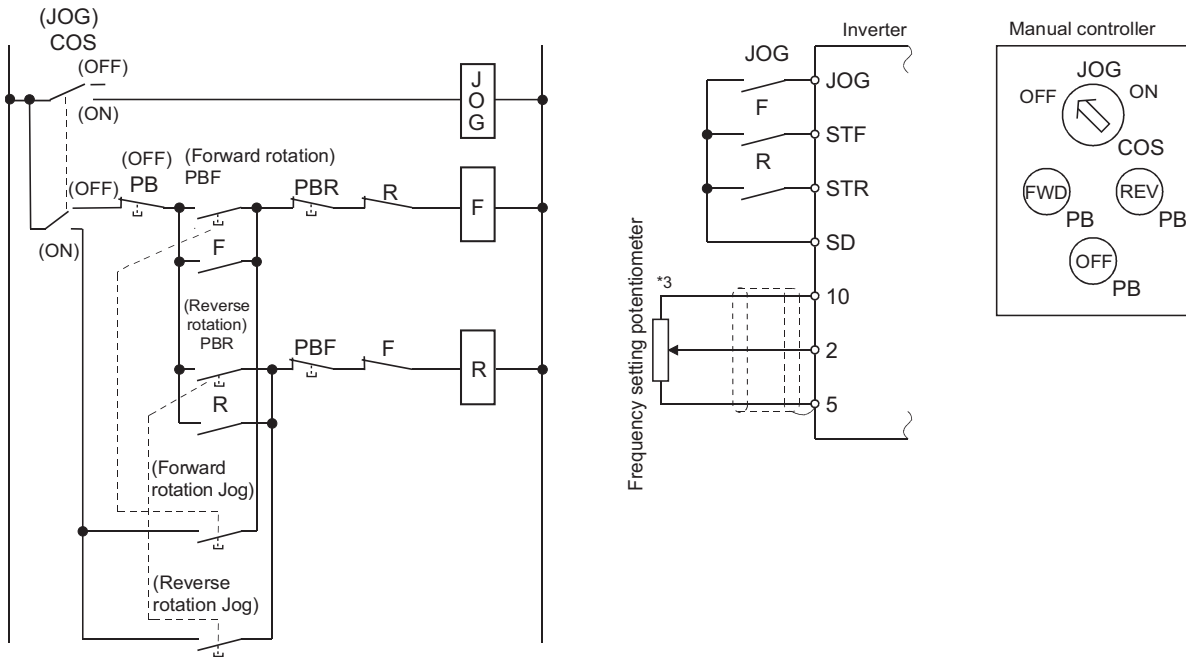 (JOG)
COS
(OFF)
(ON)
J
O
G
(OFF)
(OFF)
PB
(Forward rotation)
PBF
PBR
R
F
(ON)
F
(Reverse
rotation)
PBR
PBF
F
R
R
(Forward
rotation Jog)
(Reverse
rotation Jog)
Inverter
JOG
JOG
F
STF
R
STR
SD
*3
10
2
5
Frequency setting potentiometer
Manual controller
JOG
OFF
ON
COS
FWD
PB
REV
PB
OFF
PB